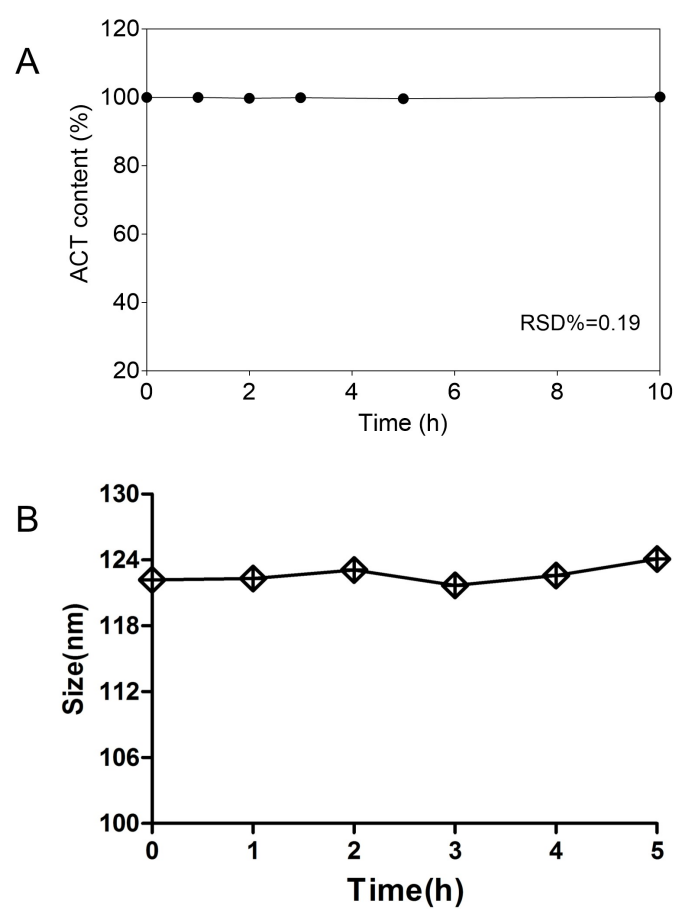 A
120
100
80
60
40
20
ACT content (%)
RSD%=0.19
0 2 4 6 8 10
Time (h)
B
130
124
118
112
106
100
Size(nm)
0 1 2 3 4 5
Time(h)